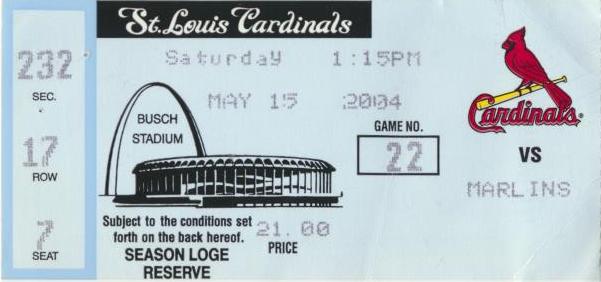 St. Louis Cardinals
232
SEC.
17
ROW
7
SEAT
Saturday 1:15PM
MAY 15 2004
BUSCH
STADIUM
GAME NO.
22
Cardinals
VS
MARLINS
Subject to the conditions set
forth on the back hereof.
21.00
PRICE
SEASON LOGE
RESERVE